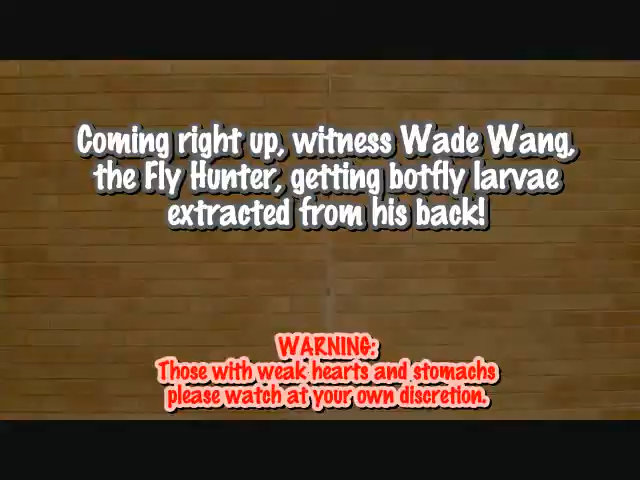 Coming right up, witness Wade Wang,
the Fly Hunter, getting botfly larvae
extracted from his back!
WARNING:
Those with weak hearts and stomachs
please watch at your own discretion.